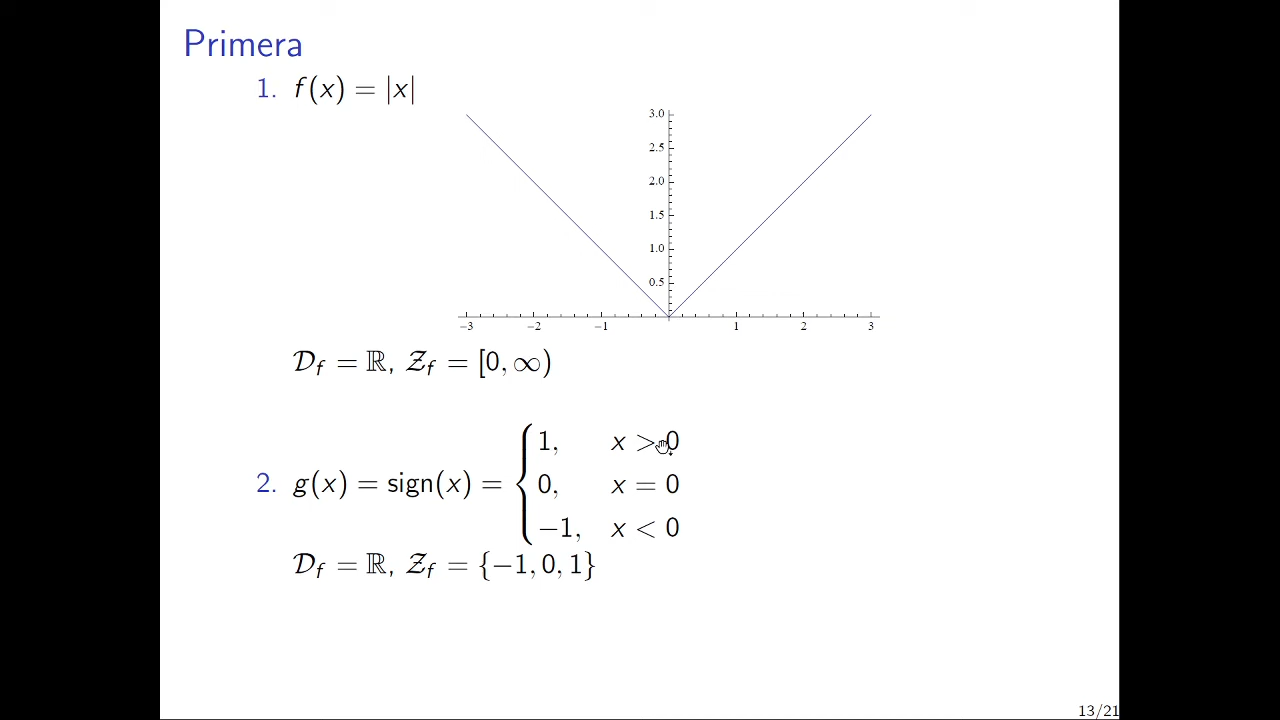 Primera
1. f(x) = |x|
3.0
2.5
2.0
1.5
1.0
0.5
−3 −2 −1 1 2 3
𝒟f = ℝ, 𝒵f = [0, ∞)
1, x > 0
2. g(x) = sign(x) = { 0, x = 0
−1, x < 0
𝒟f = ℝ, 𝒵f = {−1, 0, 1}
13/21